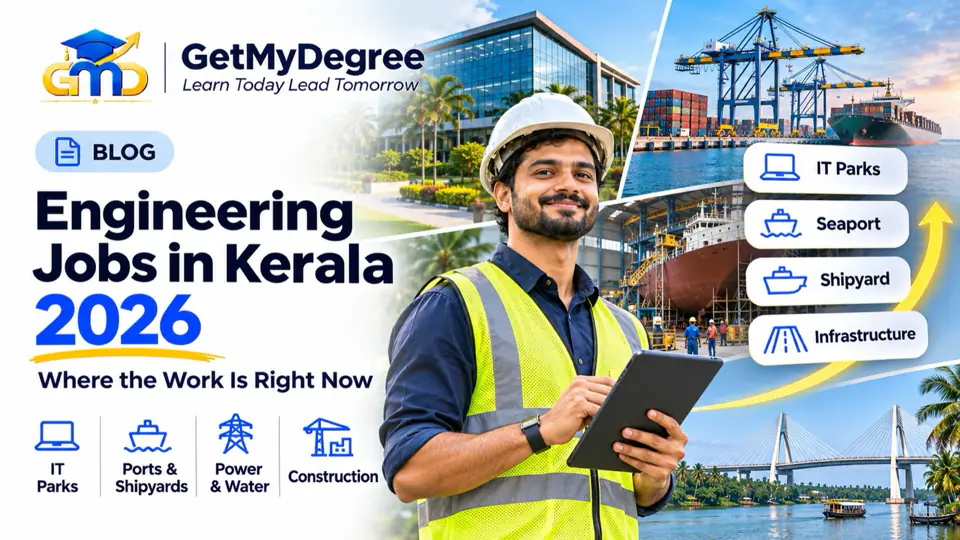 GMD
GetMyDegree
Learn Today Lead Tomorrow
BLOG
Engineering
Jobs in Kerala
2026
Where the Work Is Right Now
IT
Parks
Ports &
Shipyards
Power
& Water
Construction
IT Parks
Seaport
Shipyard
Infrastructure